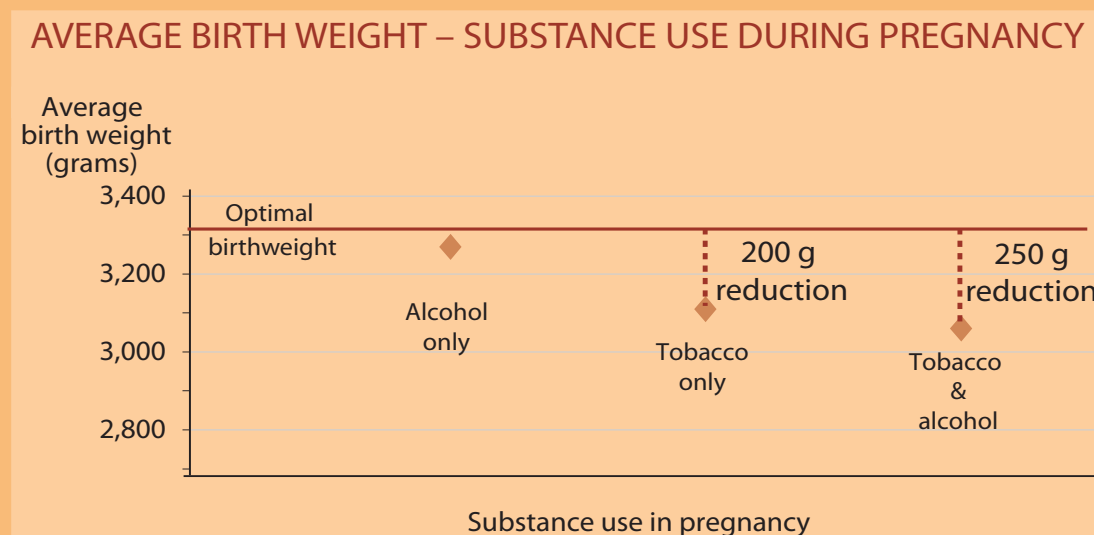 AVERAGE BIRTH WEIGHT – SUBSTANCE USE DURING PREGNANCY
Average
birth weight
(grams)
3,400
3,200
3,000
2,800
Optimal
birthweight
Alcohol
only
200 g
reduction
Tobacco
only
250 g
reduction
Tobacco
&
alcohol
Substance use in pregnancy